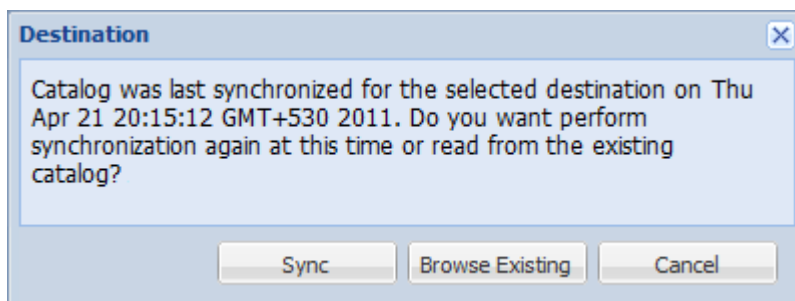 Destination
Catalog was last synchronized for the selected destination on Thu
Apr 21 20:15:12 GMT+530 2011. Do you want perform
synchronization again at this time or read from the existing
catalog?
Sync
Browse Existing
Cancel